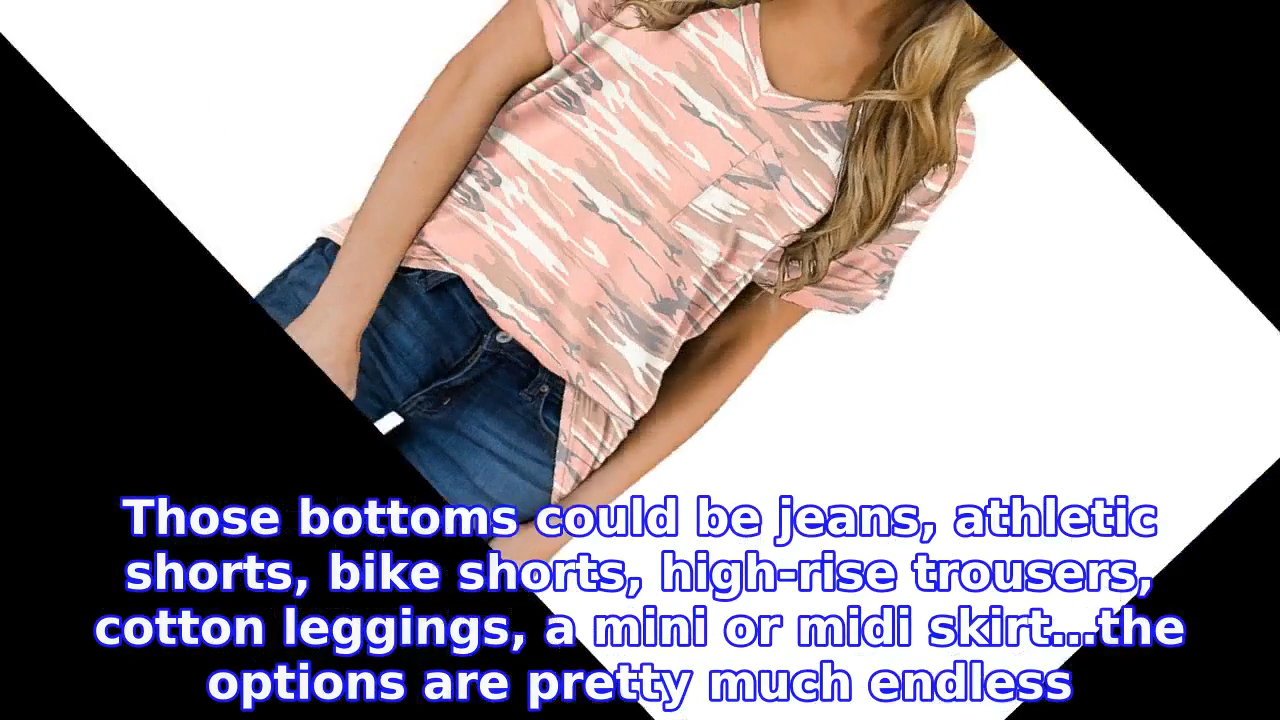 Those bottoms could be jeans, athletic
shorts, bike shorts, high-rise trousers,
cotton leggings, a mini or midi skirt...the
options are pretty much endless